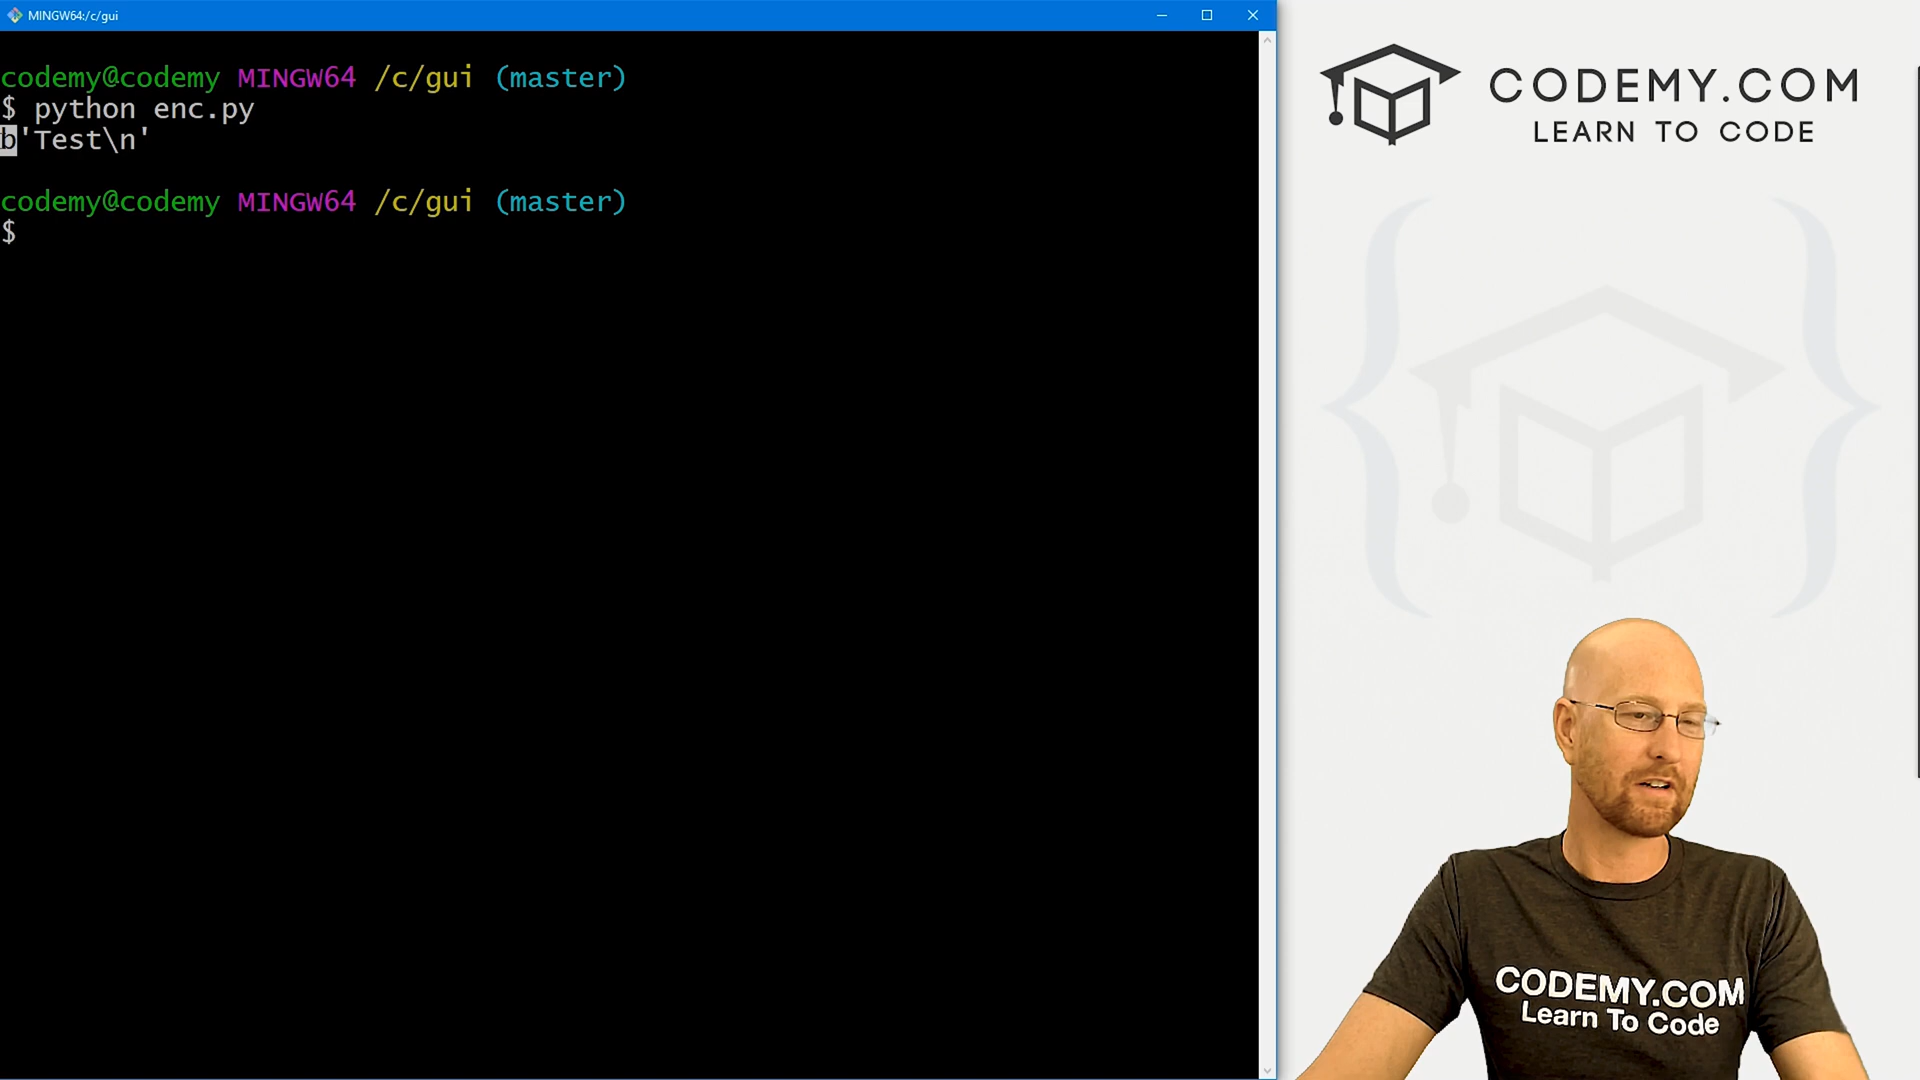 MINGW64:/c/gui
codemy@codemy MINGW64 /c/gui (master)
$ python enc.py
b'Test\n'
codemy@codemy MINGW64 /c/gui (master)
$
CODEMY.COM
LEARN TO CODE
CODEMY.COM
Learn To Code